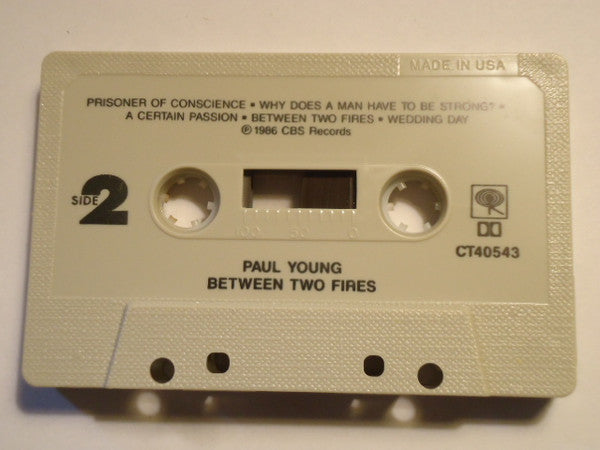 MADE IN USA
PRISONER OF CONSCIENCE ▪ WHY DOES A MAN HAVE TO BE STRONG? ▪
A CERTAIN PASSION ▪ BETWEEN TWO FIRES ▪ WEDDING DAY
℗ 1986 CBS Records
SIDE 2
100 50 0
CT40543
PAUL YOUNG
BETWEEN TWO FIRES